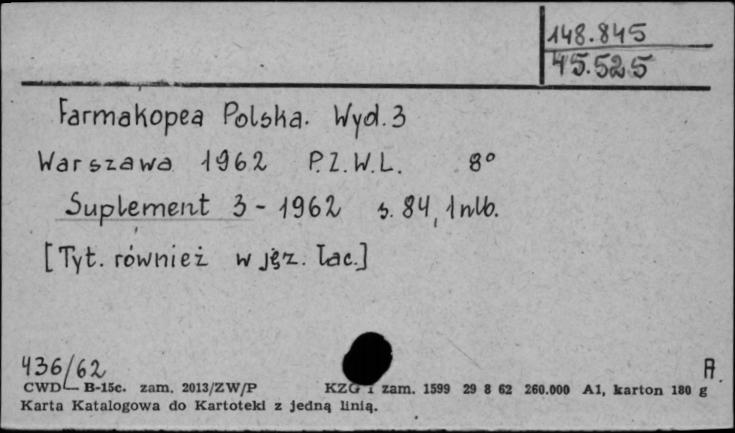 148.845
45.525
Farmakopea Polska. Wyd. 3
Warszawa 1962 P.Z.W.L. 8°
Suplement 3 - 1962 s. 84, 1 nlb.
[Tyt. również w jęz. łac.]
436/62
A
CWD — B-15c. zam. 2013/ZW/P KZG 1 zam. 1599 29 8 62 260.000 A1, karton 180 g
Karta Katalogowa do Kartoteki z jedną linią.